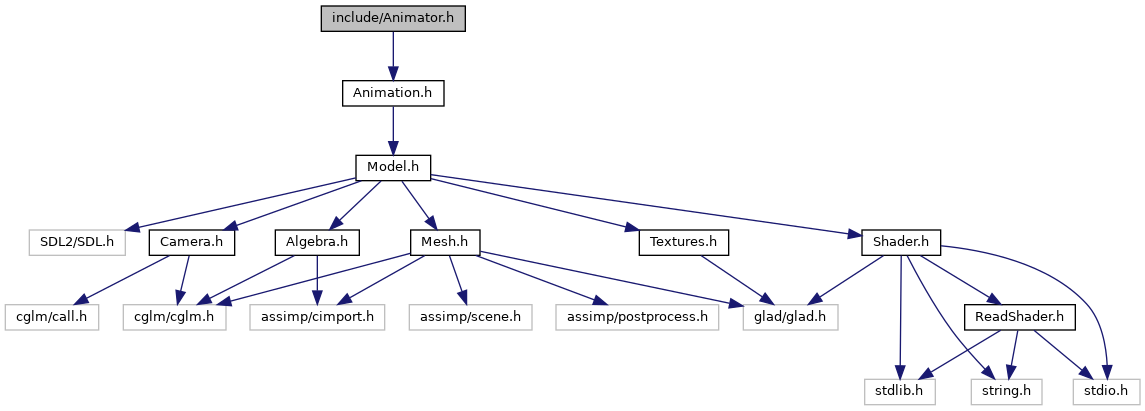 include/Animator.h
Animation.h
Model.h
SDL2/SDL.h
Camera.h
Algebra.h
Mesh.h
Textures.h
Shader.h
cglm/call.h
cglm/cglm.h
assimp/cimport.h
assimp/scene.h
assimp/postprocess.h
glad/glad.h
ReadShader.h
stdlib.h
string.h
stdio.h